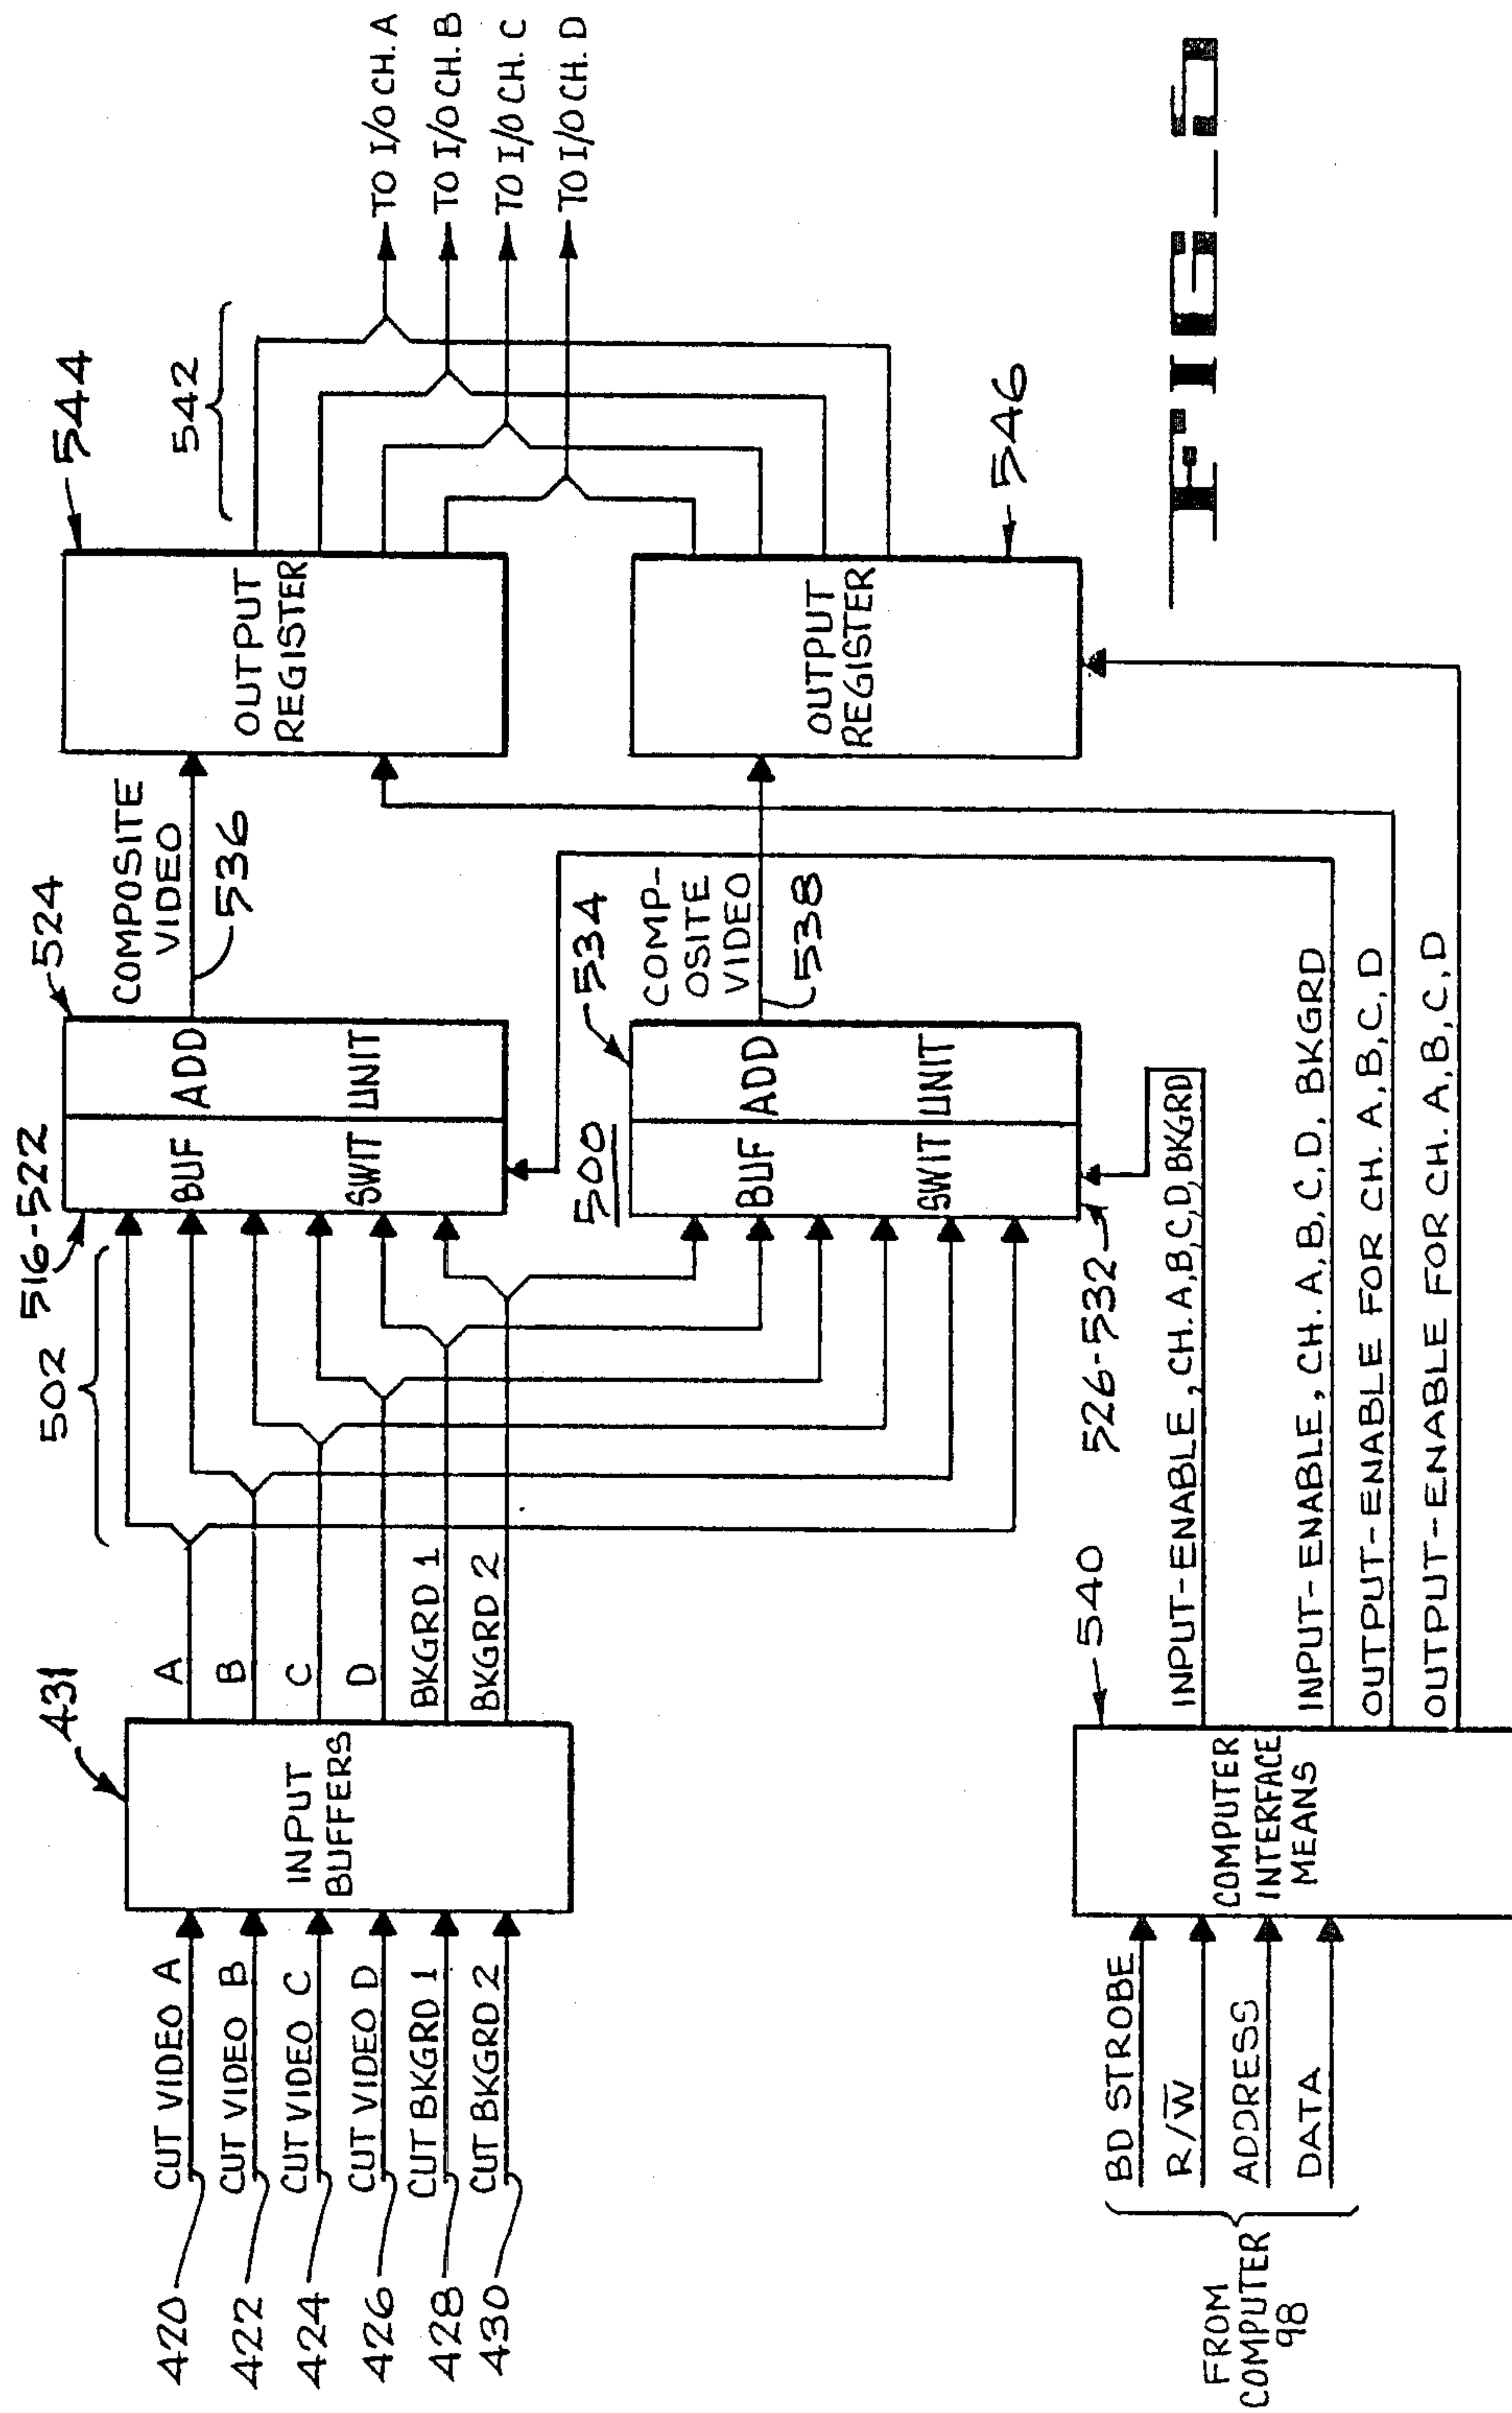 420
422
424
426
428
430
CUT VIDEO A
CUT VIDEO B
CUT VIDEO C
CUT VIDEO D
CUT BKGRD 1
CUT BKGRD 2
431
INPUT
BUFFERS
A
B
C
D
BKGRD 1
BKGRD 2
502
516-522
BUF
SWIT
ADD
UNIT
524
COMPOSITE
VIDEO
536
OUTPUT
REGISTER
544
542
TO I/O CH. A
TO I/O CH. B
TO I/O CH. C
TO I/O CH. D
500
BUF
SWIT
ADD
UNIT
534
526-532
COMP-
OSITE
VIDEO
538
OUTPUT
REGISTER
546
FROM
COMPUTER
98
BD STROBE
R/W̅
ADDRESS
DATA
COMPUTER
INTERFACE
MEANS
540
INPUT-ENABLE, CH. A,B,C,D,BKGRD
INPUT-ENABLE, CH. A, B, C, D, BKGRD
OUTPUT-ENABLE FOR CH. A,B,C,D
OUTPUT-ENABLE FOR CH. A,B,C,D
FIG_5